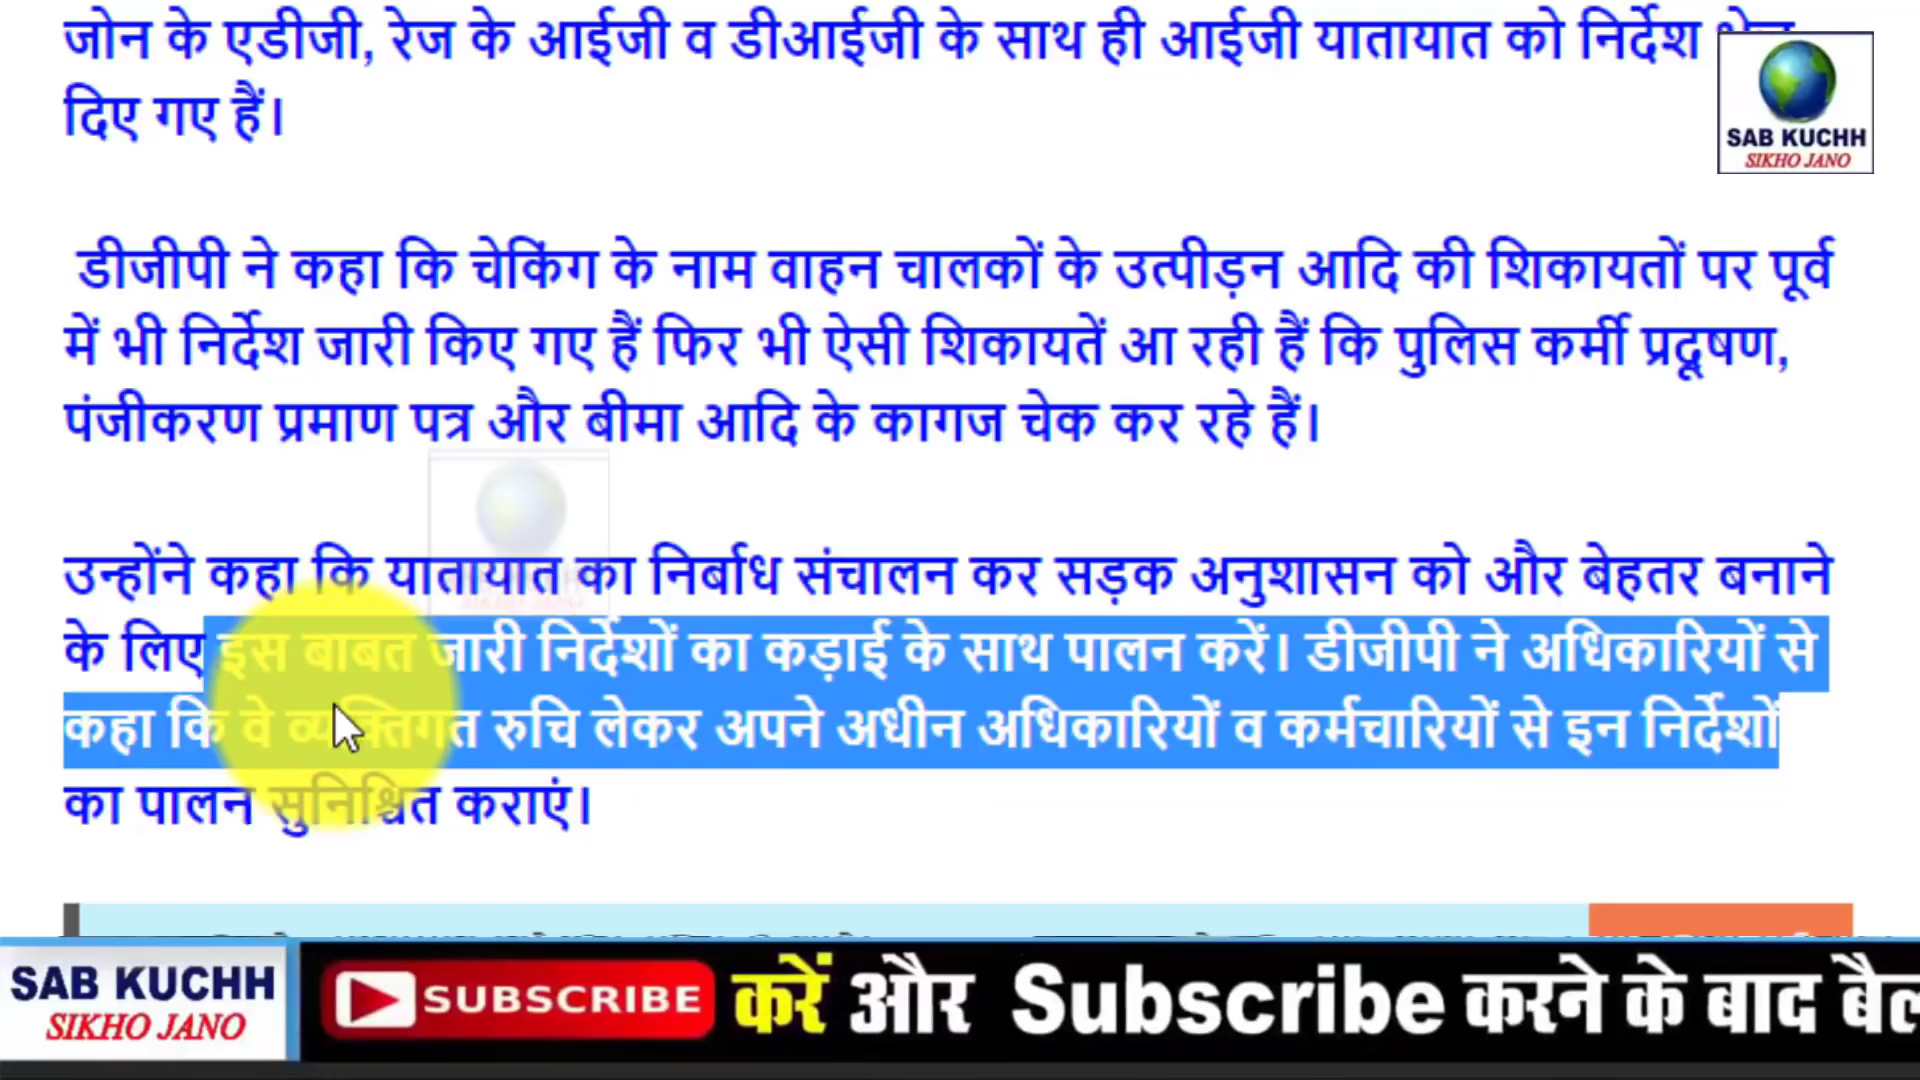 जोन के एडीजी, रेंज के आईजी व डीआईजी के साथ ही आईजी यातायात को निर्देश
दिए गए हैं।
SAB KUCHH
SIKHO JANO
डीजीपी ने कहा कि चेकिंग के नाम वाहन चालकों के उत्पीड़न आदि की शिकायतों पर पूर्व
में भी निर्देश जारी किए गए हैं फिर भी ऐसी शिकायतें आ रही हैं कि पुलिस कर्मी प्रदूषण,
पंजीकरण प्रमाण पत्र और बीमा आदि के कागज चेक कर रहे हैं।
उन्होंने कहा कि यातायात का निर्बाध संचालन कर सड़क अनुशासन को और बेहतर बनाने
के लिए इस बाबत जारी निर्देशों का कड़ाई के साथ पालन करें। डीजीपी ने अधिकारियों से
कहा कि वे व्यक्तिगत रुचि लेकर अपने अधीन अधिकारियों व कर्मचारियों से इन निर्देशों
का पालन सुनिश्चित कराएं।
SAB KUCHH
SIKHO JANO
SUBSCRIBE करें और Subscribe करने के बाद बैल